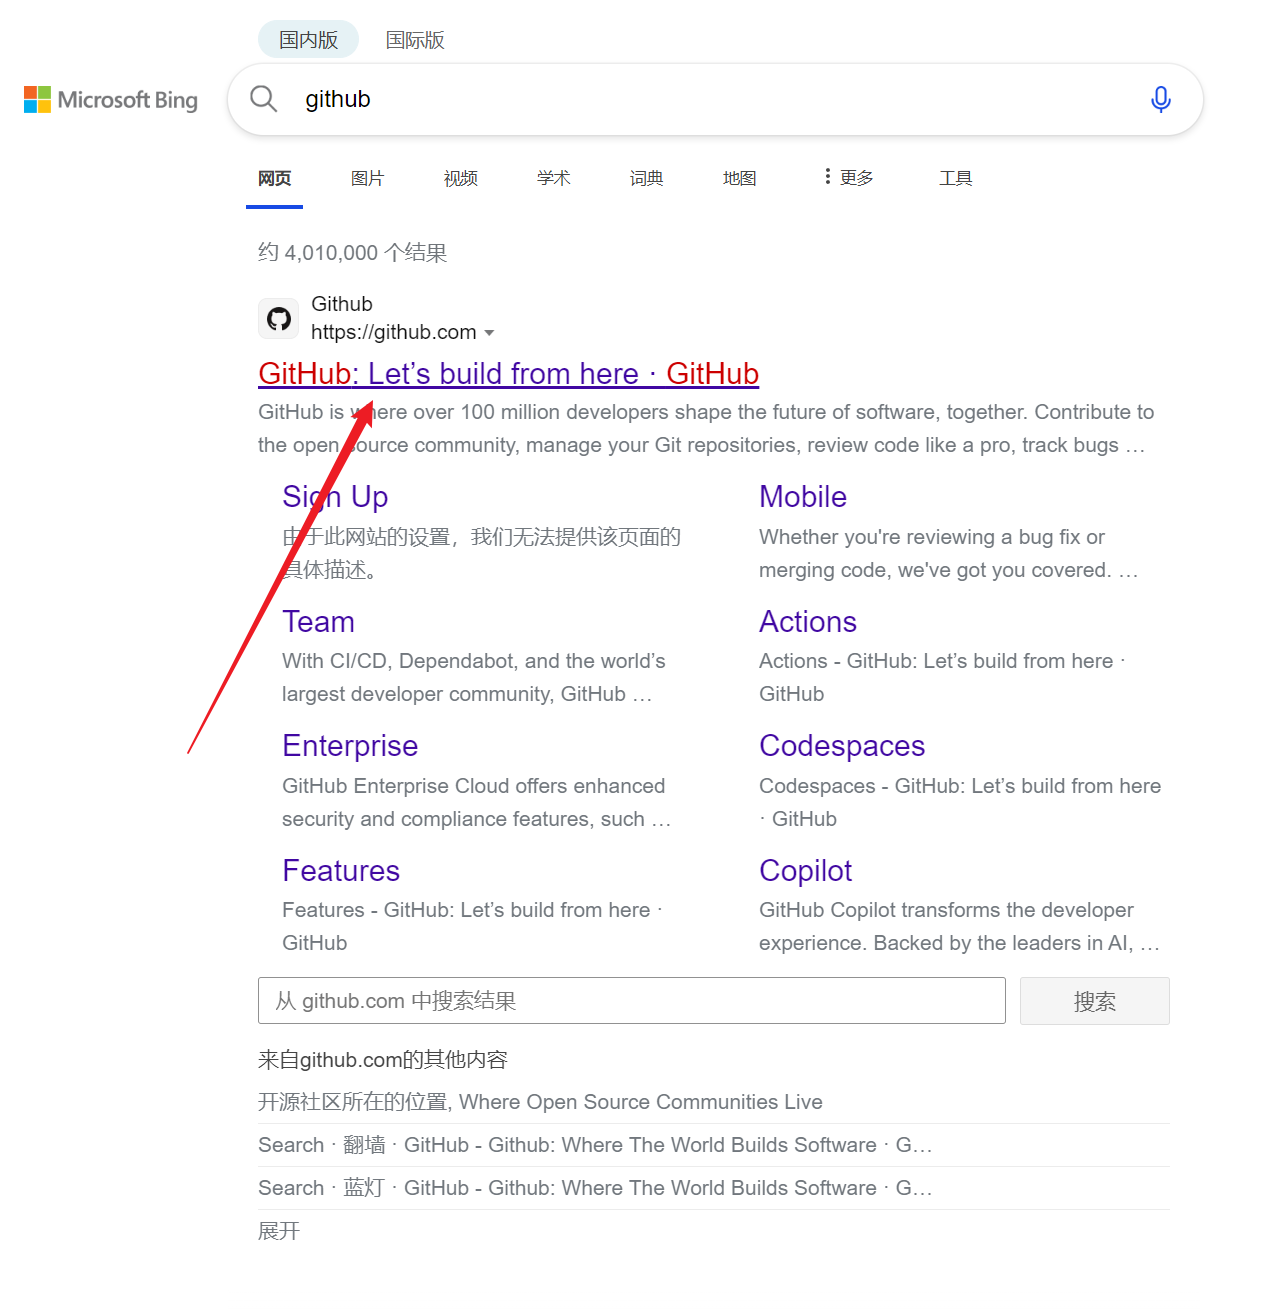 国内版 国际版
Microsoft Bing
github
网页 图片 视频 学术 词典 地图 更多 工具
约 4,010,000 个结果
Github
https://github.com
GitHub: Let’s build from here · GitHub
GitHub is where over 100 million developers shape the future of software, together. Contribute to
the open source community, manage your Git repositories, review code like a pro, track bugs …
Sign Up
由于此网站的设置，我们无法提供该页面的
具体描述。
Mobile
Whether you're reviewing a bug fix or
merging code, we've got you covered. …
Team
With CI/CD, Dependabot, and the world’s
largest developer community, GitHub …
Actions
Actions - GitHub: Let’s build from here ·
GitHub
Enterprise
GitHub Enterprise Cloud offers enhanced
security and compliance features, such …
Codespaces
Codespaces - GitHub: Let’s build from here
· GitHub
Features
Features - GitHub: Let’s build from here ·
GitHub
Copilot
GitHub Copilot transforms the developer
experience. Backed by the leaders in AI, …
从 github.com 中搜索结果
搜索
来自github.com的其他内容
开源社区所在的位置, Where Open Source Communities Live
Search · 翻墙 · GitHub - Github: Where The World Builds Software · G…
Search · 蓝灯 · GitHub - Github: Where The World Builds Software · G…
展开